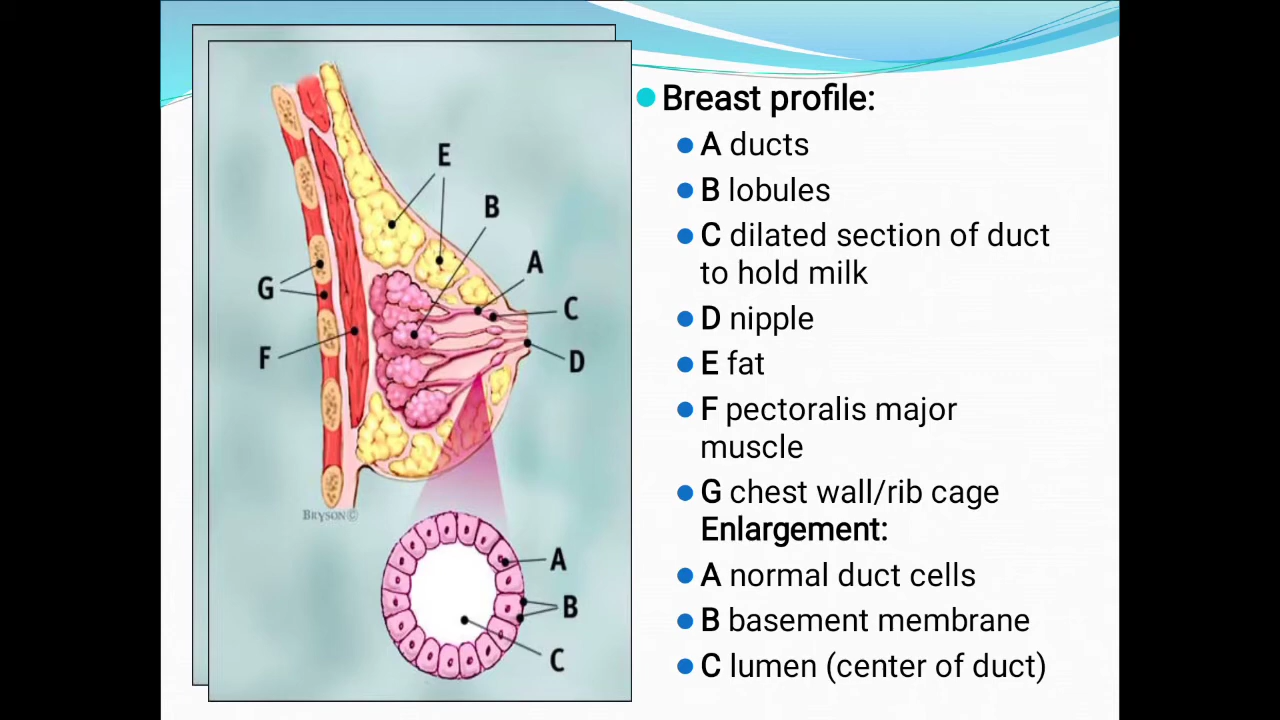 Breast profile:
A ducts
B lobules
C dilated section of duct
to hold milk
D nipple
E fat
F pectoralis major
muscle
G chest wall/rib cage
Enlargement:
A normal duct cells
B basement membrane
C lumen (center of duct)
E
B
A
C
D
G
F
BRYSON©
A
B
C